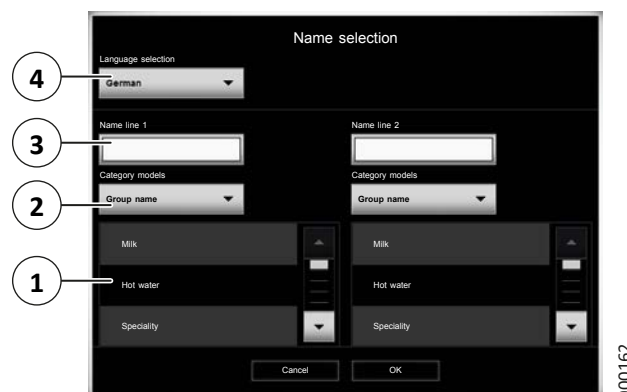 Name selection
Language selection
4
German
Name line 1
Name line 2
3
Category models
Category models
2
Group name
Group name
Milk
Milk
1
Hot water
Hot water
Speciality
Speciality
Cancel
OK
00162